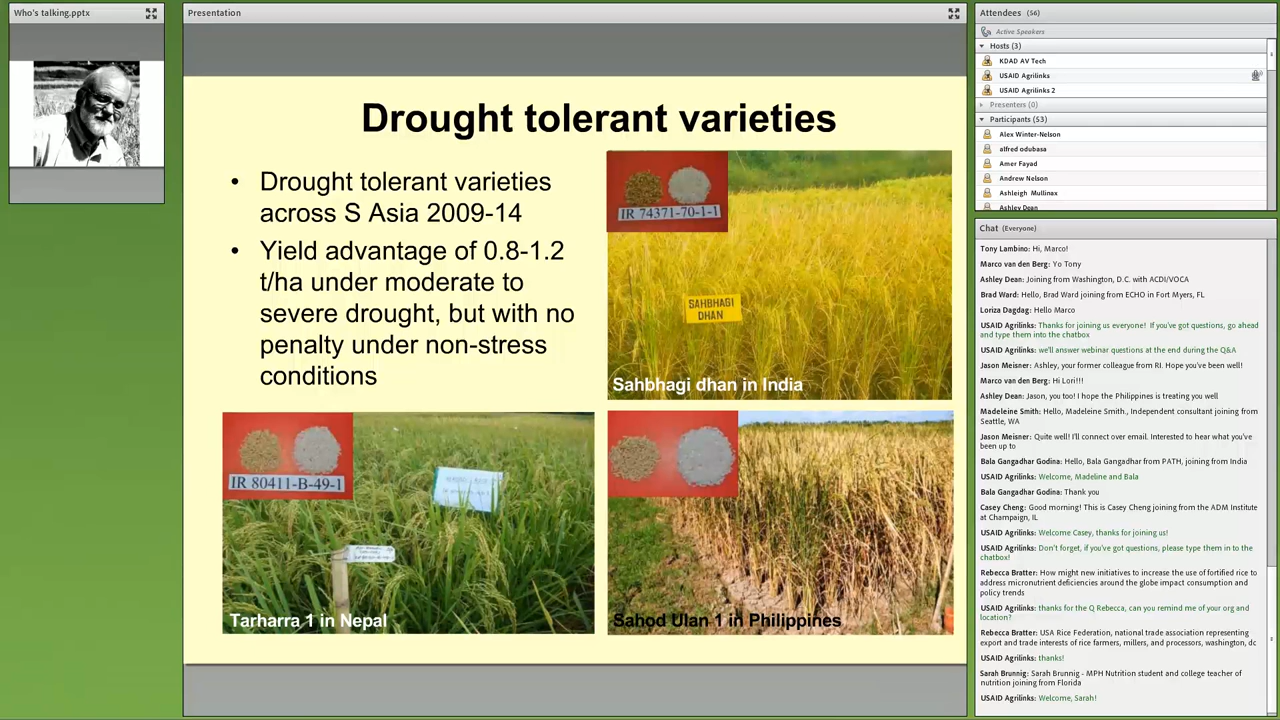 Who's talking.pptx
Presentation
Drought tolerant varieties
• Drought tolerant varieties
across S Asia 2009-14
• Yield advantage of 0.8-1.2
t/ha under moderate to
severe drought, but with no
penalty under non-stress
conditions
IR 74371-70-1-1
SAHBHAGI
DHAN
Sahbhagi dhan in India
IR 80411-B-49-1
Tarharra 1 in Nepal
Sahod Ulan 1 in Philippines
Attendees (56)
Active Speakers
Hosts (3)
KDAD AV Tech
USAID Agrilinks
USAID Agrilinks 2
Presenters (0)
Participants (53)
Alex Winter-Nelson
alfred odubasa
Amer Fayad
Andrew Nelson
Ashleigh Mullinax
Ashley Dean
Chat (Everyone)
Tony Lambino: Hi, Marco!
Marco van den Berg: Yo Tony
Ashley Dean: Joining from Washington, D.C. with ACDI/VOCA
Brad Ward: Hello, Brad Ward joining from ECHO in Fort Myers, FL
Loriza Dagdag: Hello Marco
USAID Agrilinks: Thanks for joining us everyone! If you've got questions, go ahead
and type them into the chatbox
USAID Agrilinks: we'll answer webinar questions at the end during the Q&A
Jason Meisner: Ashley, your former colleague from RI. Hope you've been well!
Marco van den Berg: Hi Lori!!!
Ashley Dean: Jason, you too! I hope the Philippines is treating you well
Madeleine Smith: Hello, Madeleine Smith., Independent consultant joining from
Seattle, WA
Jason Meisner: Quite well! I'll connect over email. Interested to hear what you've
been up to
Bala Gangadhar Godina: Hello, Bala Gangadhar from PATH, joining from India
USAID Agrilinks: Welcome, Madeline and Bala
Bala Gangadhar Godina: Thank you
Casey Cheng: Good morning! This is Casey Cheng joining from the ADM Institute
at Champaign, IL
USAID Agrilinks: Welcome Casey, thanks for joining us!
USAID Agrilinks: Don't forget, if you've got questions, please type them in to the
chatbox!
Rebecca Bratter: How might new initiatives to increase the use of fortified rice to
address micronutrient deficiencies around the globe impact consumption and
policy trends
USAID Agrilinks: thanks for the Q Rebecca, can you remind me of your org and
location?
Rebecca Bratter: USA Rice Federation, national trade association representing
export and trade interests of rice farmers, millers, and processors, washington, dc
USAID Agrilinks: thanks!
Sarah Brunnig: Sarah Brunnig - MPH Nutrition student and college teacher of
nutrition joining from Florida
USAID Agrilinks: Welcome, Sarah!